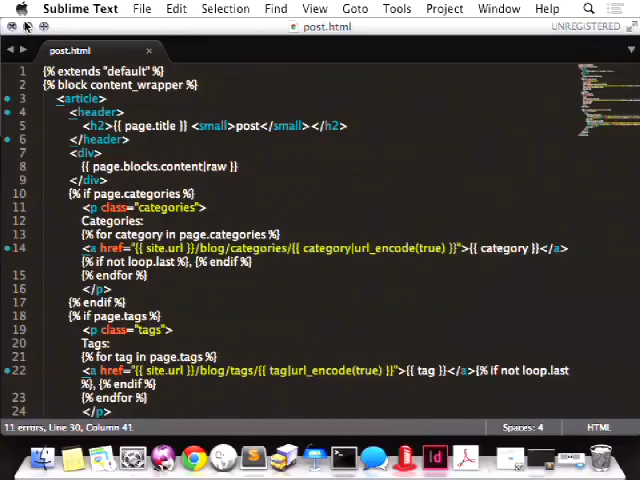 Sublime Text File Edit Selection Find View Goto Tools Project Window Help
post.html
UNREGISTERED
post.html
1 {% extends "default" %}
2 {% block content_wrapper %}
3 <article>
4 <header>
5 <h2>{{ page.title }} <small>post</small></h2>
6 </header>
7 <div>
8 {{ page.blocks.content|raw }}
9 </div>
10 {% if page.categories %}
11 <p class="categories">
12 Categories:
13 {% for category in page.categories %}
14 <a href="{{ site.url }}/blog/categories/{{ category|url_encode(true) }}">{{ category }}</a>
{% if not loop.last %}, {% endif %}
15 {% endfor %}
16 </p>
17 {% endif %}
18 {% if page.tags %}
19 <p class="tags">
20 Tags:
21 {% for tag in page.tags %}
22 <a href="{{ site.url }}/blog/tags/{{ tag|url_encode(true) }}">{{ tag }}</a>{% if not loop.last
%}, {% endif %}
23 {% endfor %}
24 </p>
11 errors, Line 30, Column 41
Spaces: 4
HTML
Id